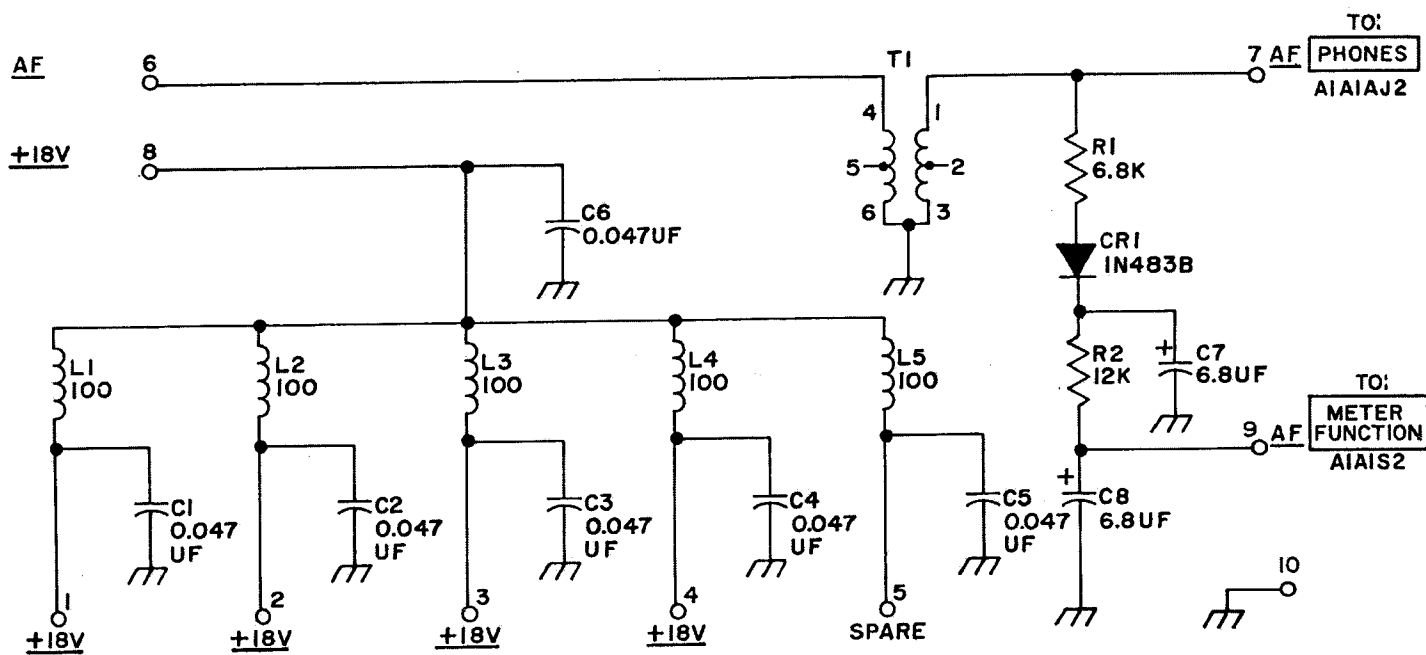 TO:
AF
6
T1
7 AF PHONES
A1A1AJ2
4
1
+18V
8
5
2
R1
6.8K
6
3
C6
0.047UF
CR1
1N483B
L1
100
L2
100
L3
100
L4
100
L5
100
R2
12K
+
C7
6.8UF
TO:
METER
FUNCTION
9 AF
A1A1S2
C1
0.047
UF
C2
0.047
UF
C3
0.047
UF
C4
0.047
UF
C5
0.047
UF
+
C8
6.8UF
10
1
+18V
2
+18V
3
+18V
4
+18V
5
SPARE